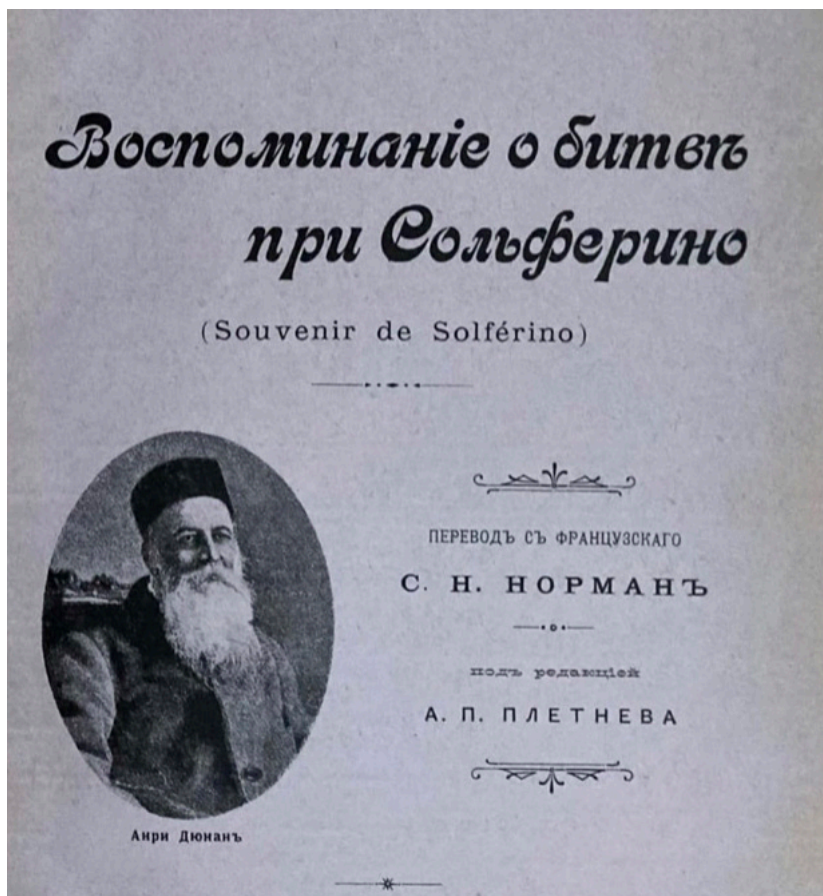 Воспоминаніе о битвѣ
при Сольферино
(Souvenir de Solférino)
ПЕРЕВОДЪ СЪ ФРАНЦУЗСКАГО
С. Н. НОРМАНЪ
ПОДЪ РЕДАКЦІЕЙ
А. П. ПЛЕТНЕВА
Анри Дюнанъ